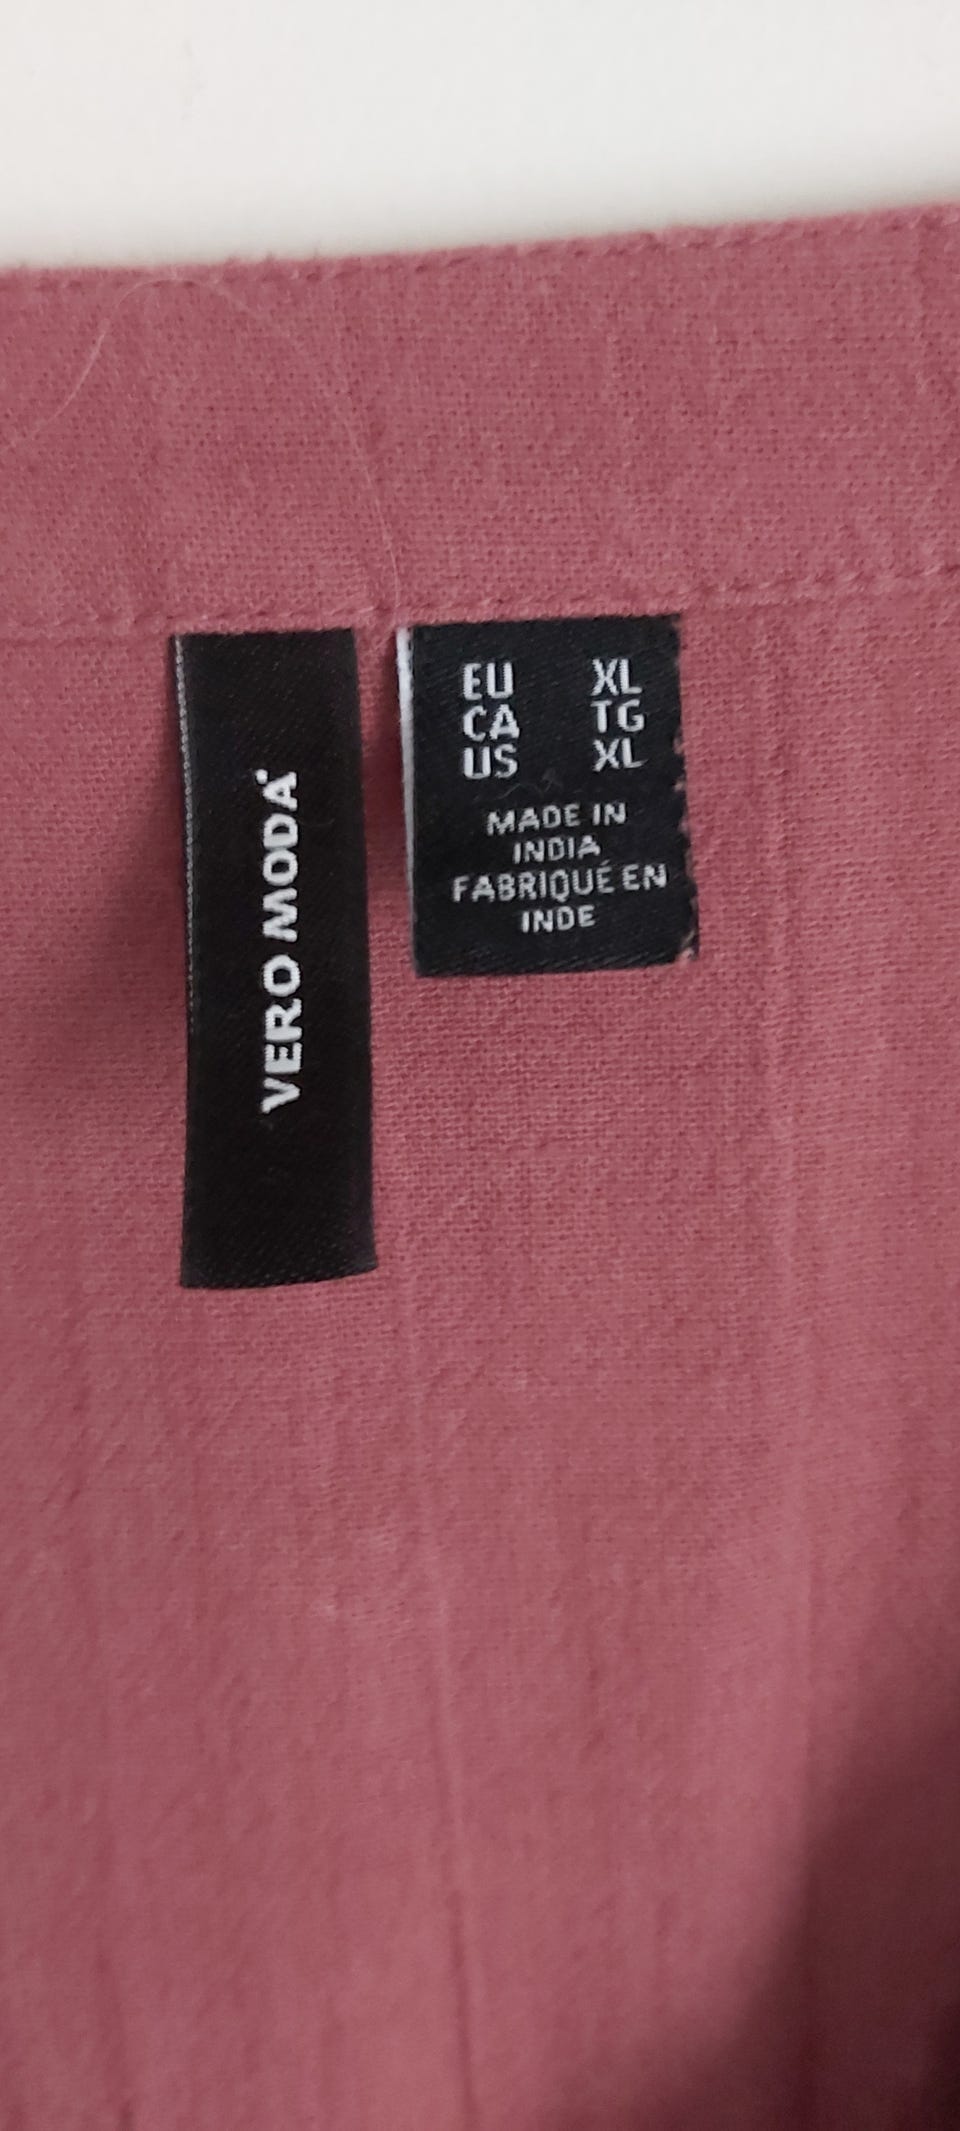 VERO MODA
EU XL
CA TG
US XL
MADE IN
INDIA
FABRIQUÉ EN
INDE